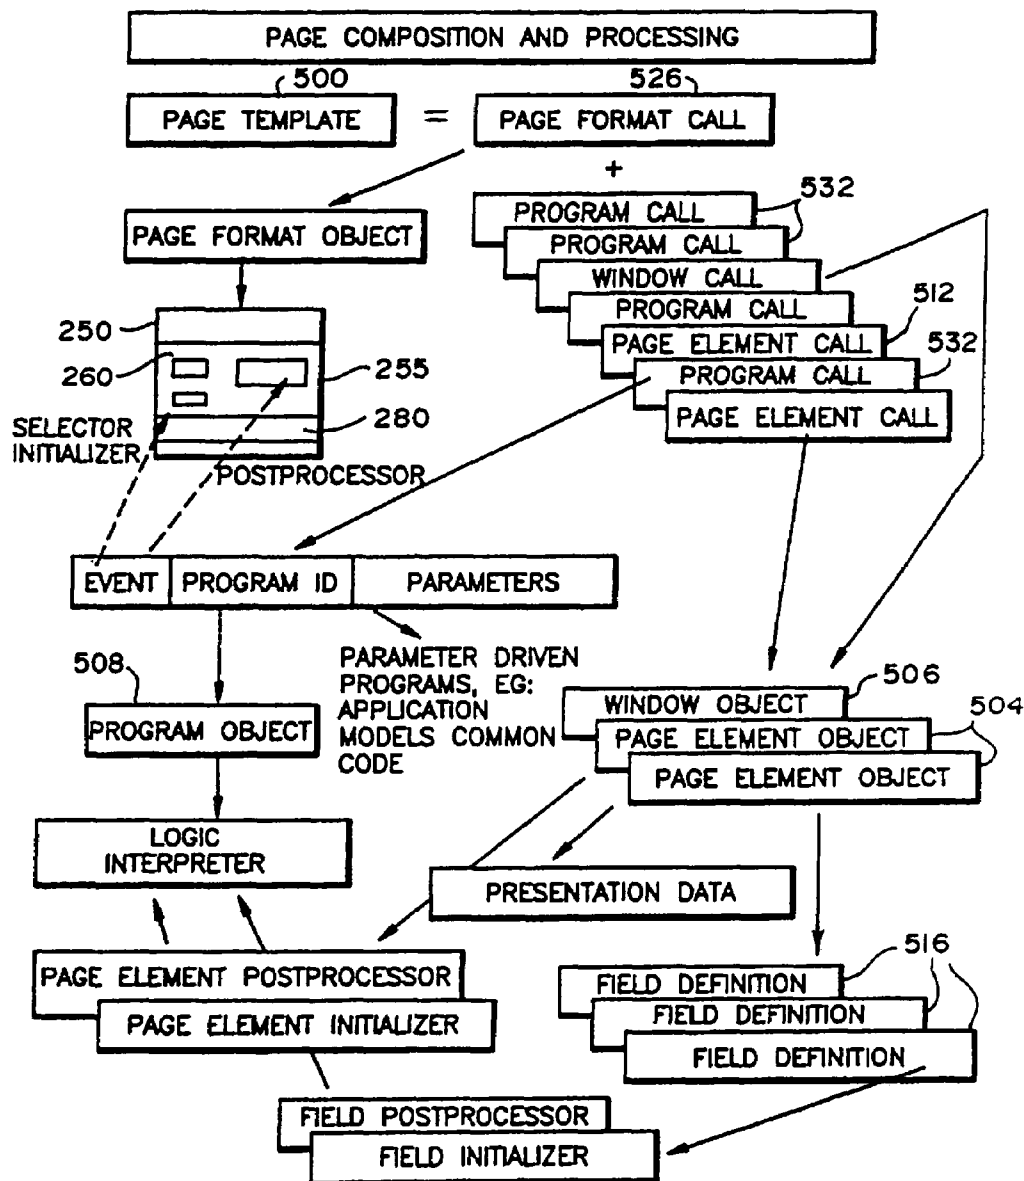 PAGE COMPOSITION AND PROCESSING
500
526
PAGE TEMPLATE
=
PAGE FORMAT CALL
+
532
PROGRAM CALL
PROGRAM CALL
PAGE FORMAT OBJECT
WINDOW CALL
PROGRAM CALL
512
PAGE ELEMENT CALL
532
PROGRAM CALL
PAGE ELEMENT CALL
250
260
255
280
SELECTOR
INITIALIZER
POSTPROCESSOR
EVENT
PROGRAM ID
PARAMETERS
508
PROGRAM OBJECT
PARAMETER DRIVEN
PROGRAMS, EG:
APPLICATION
MODELS COMMON
CODE
506
WINDOW OBJECT
504
PAGE ELEMENT OBJECT
PAGE ELEMENT OBJECT
LOGIC
INTERPRETER
PRESENTATION DATA
PAGE ELEMENT POSTPROCESSOR
PAGE ELEMENT INITIALIZER
516
FIELD DEFINITION
FIELD DEFINITION
FIELD DEFINITION
FIELD POSTPROCESSOR
FIELD INITIALIZER